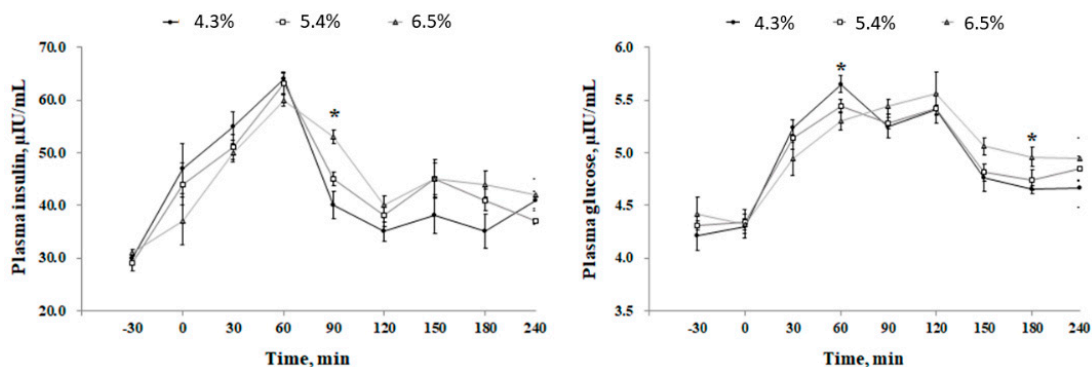 4.3% 5.4% 6.5%
70.0
60.0
50.0
40.0
30.0
20.0
Plasma insulin, µIU/mL
*
-30 0 30 60 90 120 150 180 240
Time, min
4.3% 5.4% 6.5%
6.0
5.5
5.0
4.5
4.0
3.5
Plasma glucose, µIU/mL
*
*
-30 0 30 60 90 120 150 180 240
Time, min